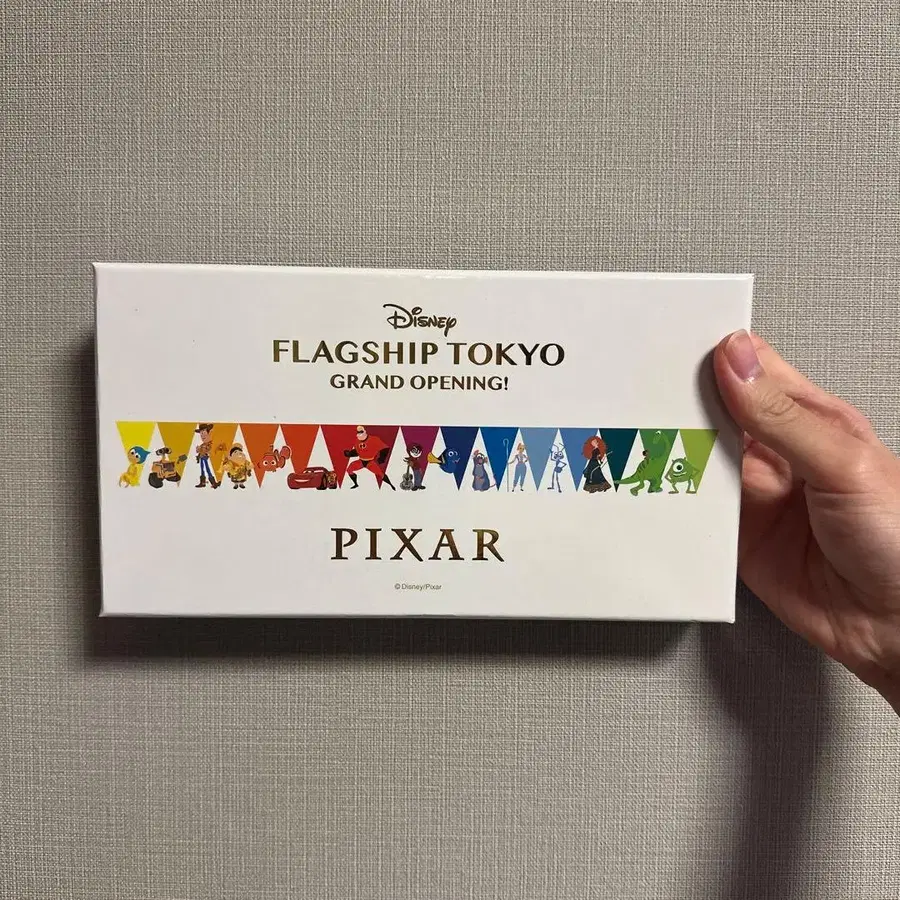 Disney
FLAGSHIP TOKYO
GRAND OPENING!
PIXAR
© Disney/Pixar